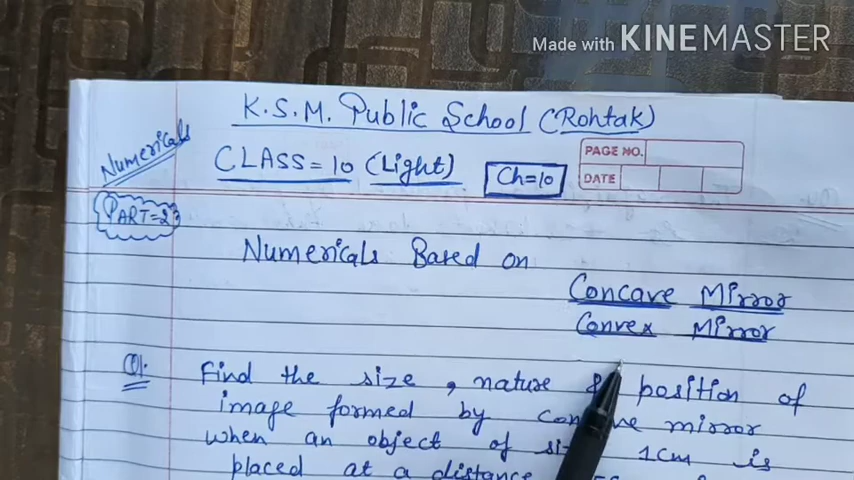 Made with KINEMASTER
K.S.M. Public School (Rohtak)
Numericals
CLASS = 10 (Light) Ch=10
PAGE NO.
DATE
PART=2
Numericals Based on
Concave Mirror
Convex Mirror
Q1. Find the size, nature & position of
image formed by mirror
when an object of 1cm is
placed at a distance